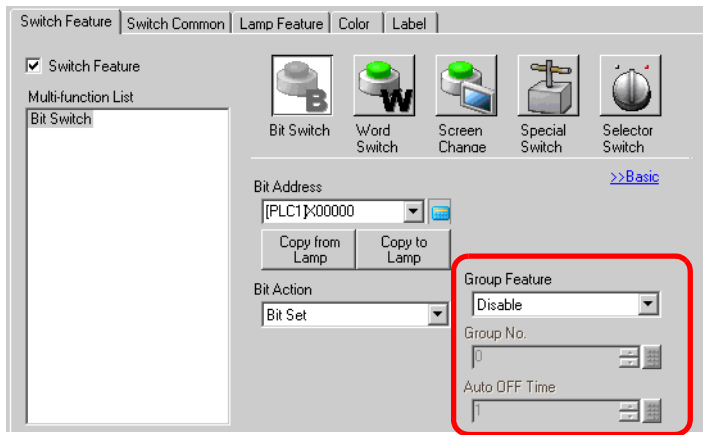 Switch Feature Switch Common Lamp Feature Color Label
Switch Feature
Multi-function List
Bit Switch
B
W
Bit Switch
Word Switch
Screen Change
Special Switch
Selector Switch
>>Basic
Bit Address
[PLC1]X00000
Copy from Lamp
Copy to Lamp
Bit Action
Bit Set
Group Feature
Disable
Group No.
0
Auto OFF Time
1